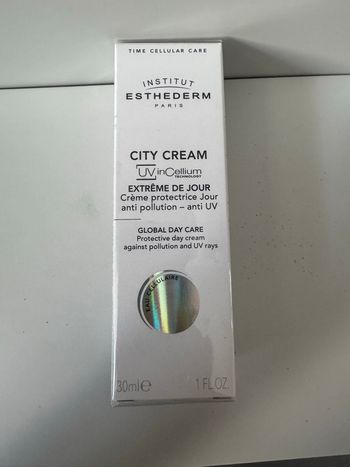 TIME CELLULAR CARE
INSTITUT
ESTHEDERM
PARIS
CITY CREAM
UV inCellium
TECHNOLOGY
EXTRÊME DE JOUR
Crème protectrice Jour
anti pollution – anti UV
GLOBAL DAY CARE
Protective day cream
against pollution and UV rays
EAU CELLULAIRE
30ml℮ 1 FL.OZ.